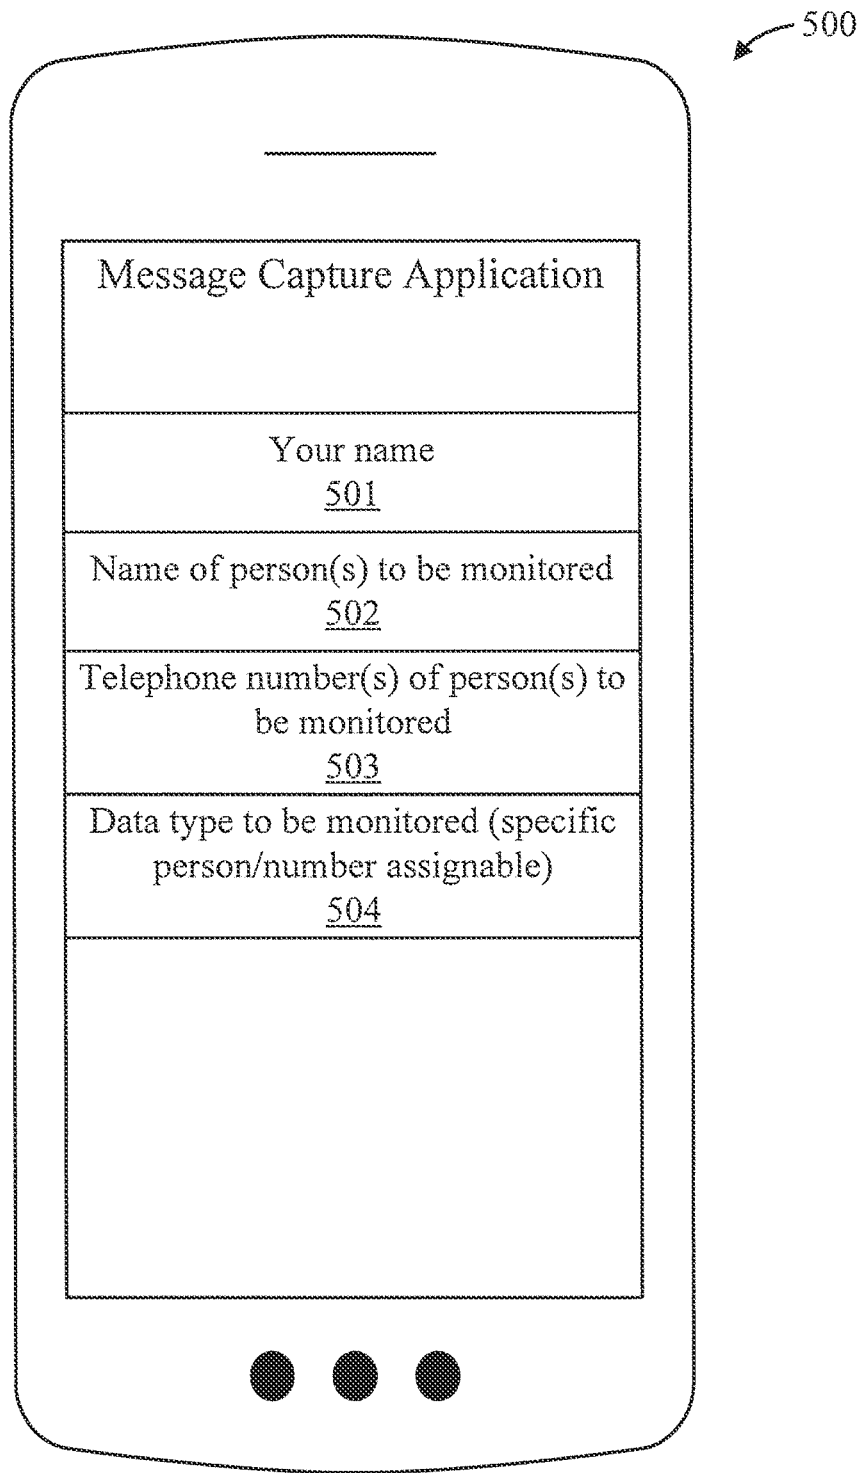 500
Message Capture Application
Your name
501
Name of person(s) to be monitored
502
Telephone number(s) of person(s) to
be monitored
503
Data type to be monitored (specific
person/number assignable)
504